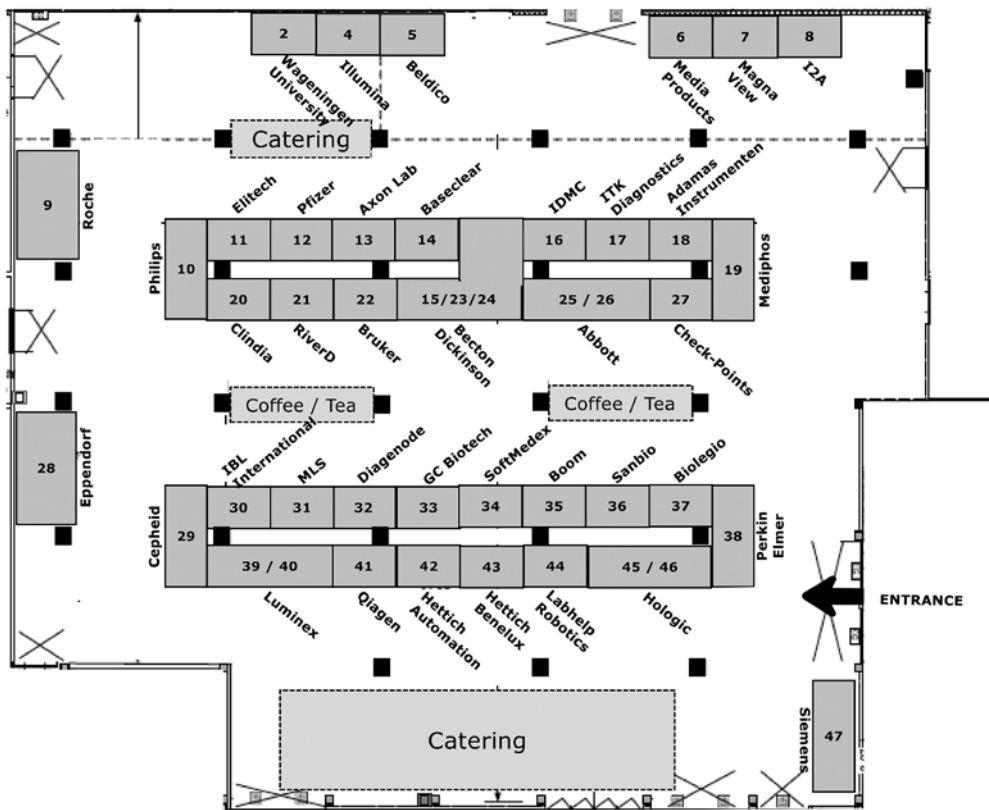 2
4
5
6
7
8
Wageningen
University
Illumina
Beldico
Media
Products
Magna
View
I2A
Catering
9
Roche
Elitech
Pfizer
Axon Lab
Baseclear
IDMC
ITK
Diagnostics
Adamas
Instrumenten
Philips
10
11
12
13
14
16
17
18
19
Mediphos
20
21
22
15/23/24
25 / 26
27
Clindia
RiverD
Bruker
Becton
Dickinson
Abbott
Check-Points
Coffee / Tea
Coffee / Tea
28
Eppendorf
IBL
International
MLS
Diagenode
GC Biotech
SoftMedex
Boom
Sanbio
Biolegio
Cepheid
29
30
31
32
33
34
35
36
37
38
Perkin
Elmer
39 / 40
41
42
43
44
45 / 46
Luminex
Qiagen
Hettich
Automation
Hettich
Benelux
Labhelp
Robotics
Hologic
ENTRANCE
Catering
47
Siemens